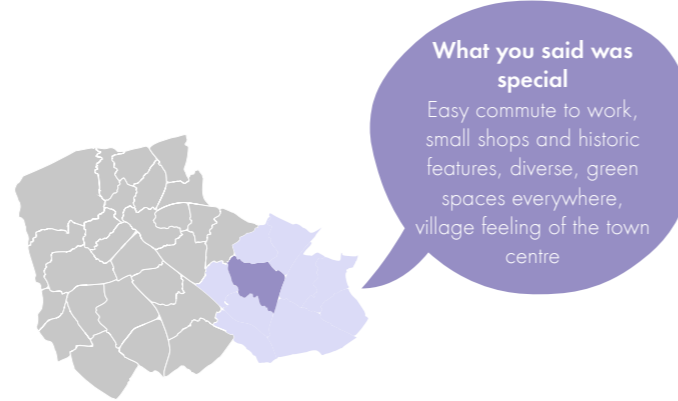 What you said was
special
Easy commute to work,
small shops and historic
features, diverse, green
spaces everywhere,
village feeling of the town
centre